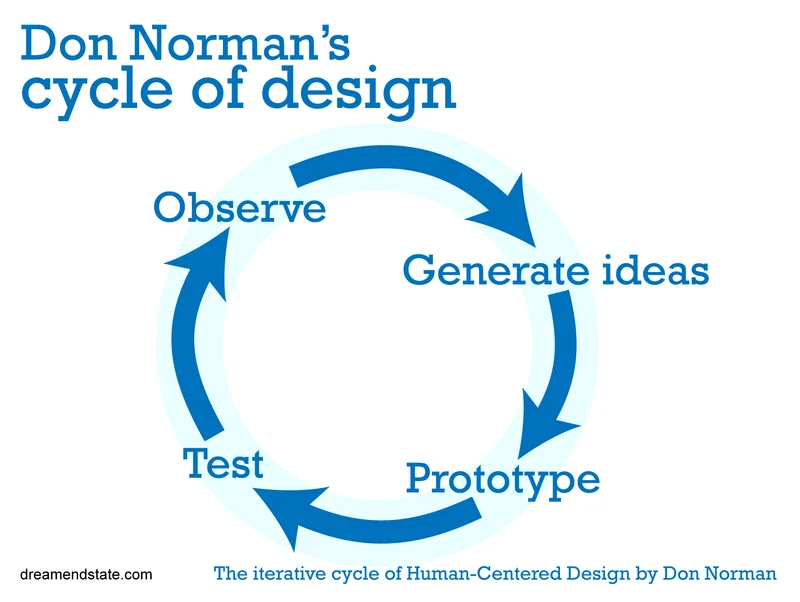 Don Norman’s
cycle of design
Observe
Generate ideas
Prototype
Test
dreamendstate.com
The iterative cycle of Human-Centered Design by Don Norman